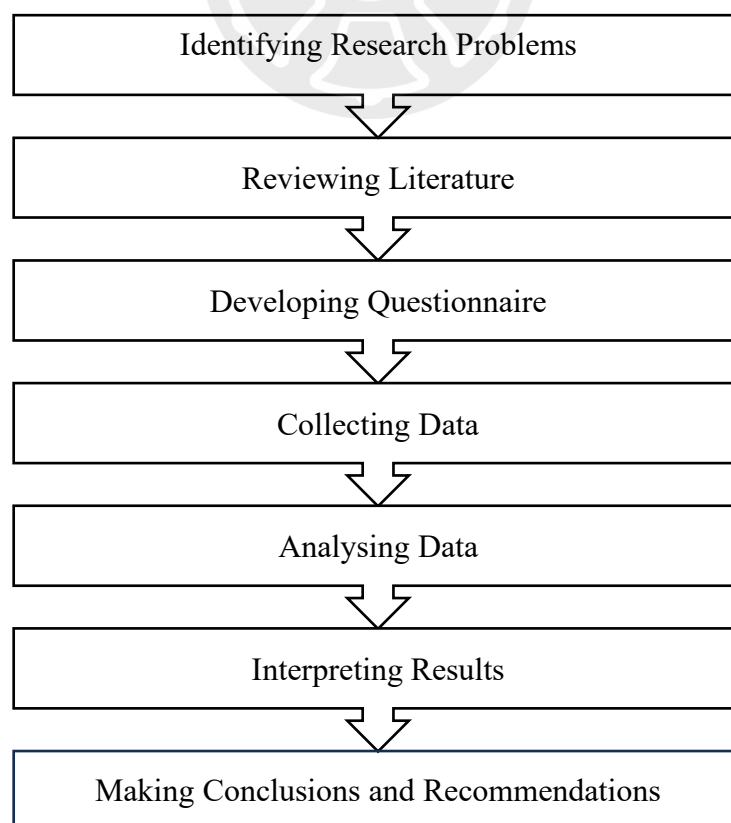 Identifying Research Problems
Reviewing Literature
Developing Questionnaire
Collecting Data
Analysing Data
Interpreting Results
Making Conclusions and Recommendations